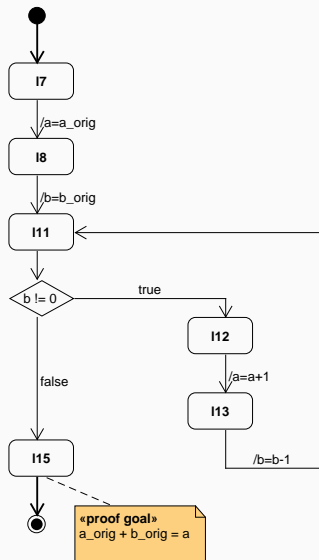 l7
/a=a_orig
l8
/b=b_orig
l11
b != 0
true
l12
/a=a+1
false
l13
/b=b-1
l15
«proof goal»
a_orig + b_orig = a